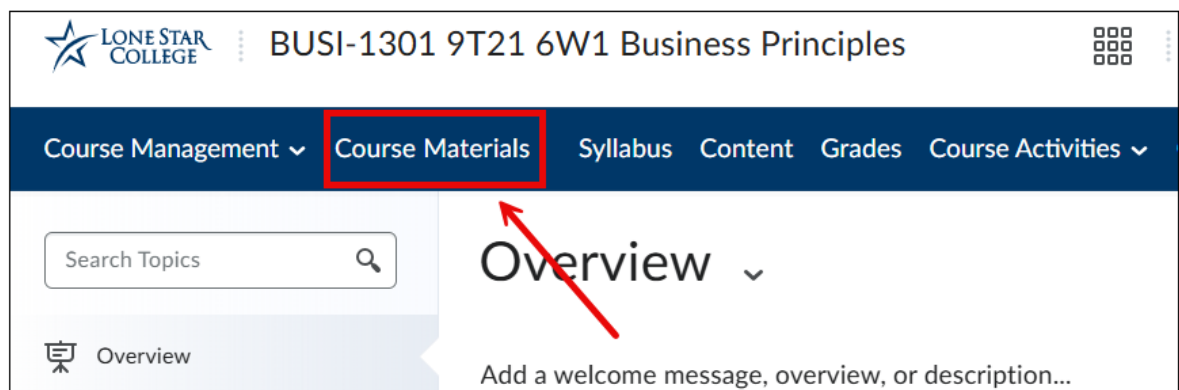 LONE STAR
COLLEGE
BUSI-1301 9T21 6W1 Business Principles
Course Management Course Materials Syllabus Content Grades Course Activities
Search Topics
Overview
Overview
Add a welcome message, overview, or description...